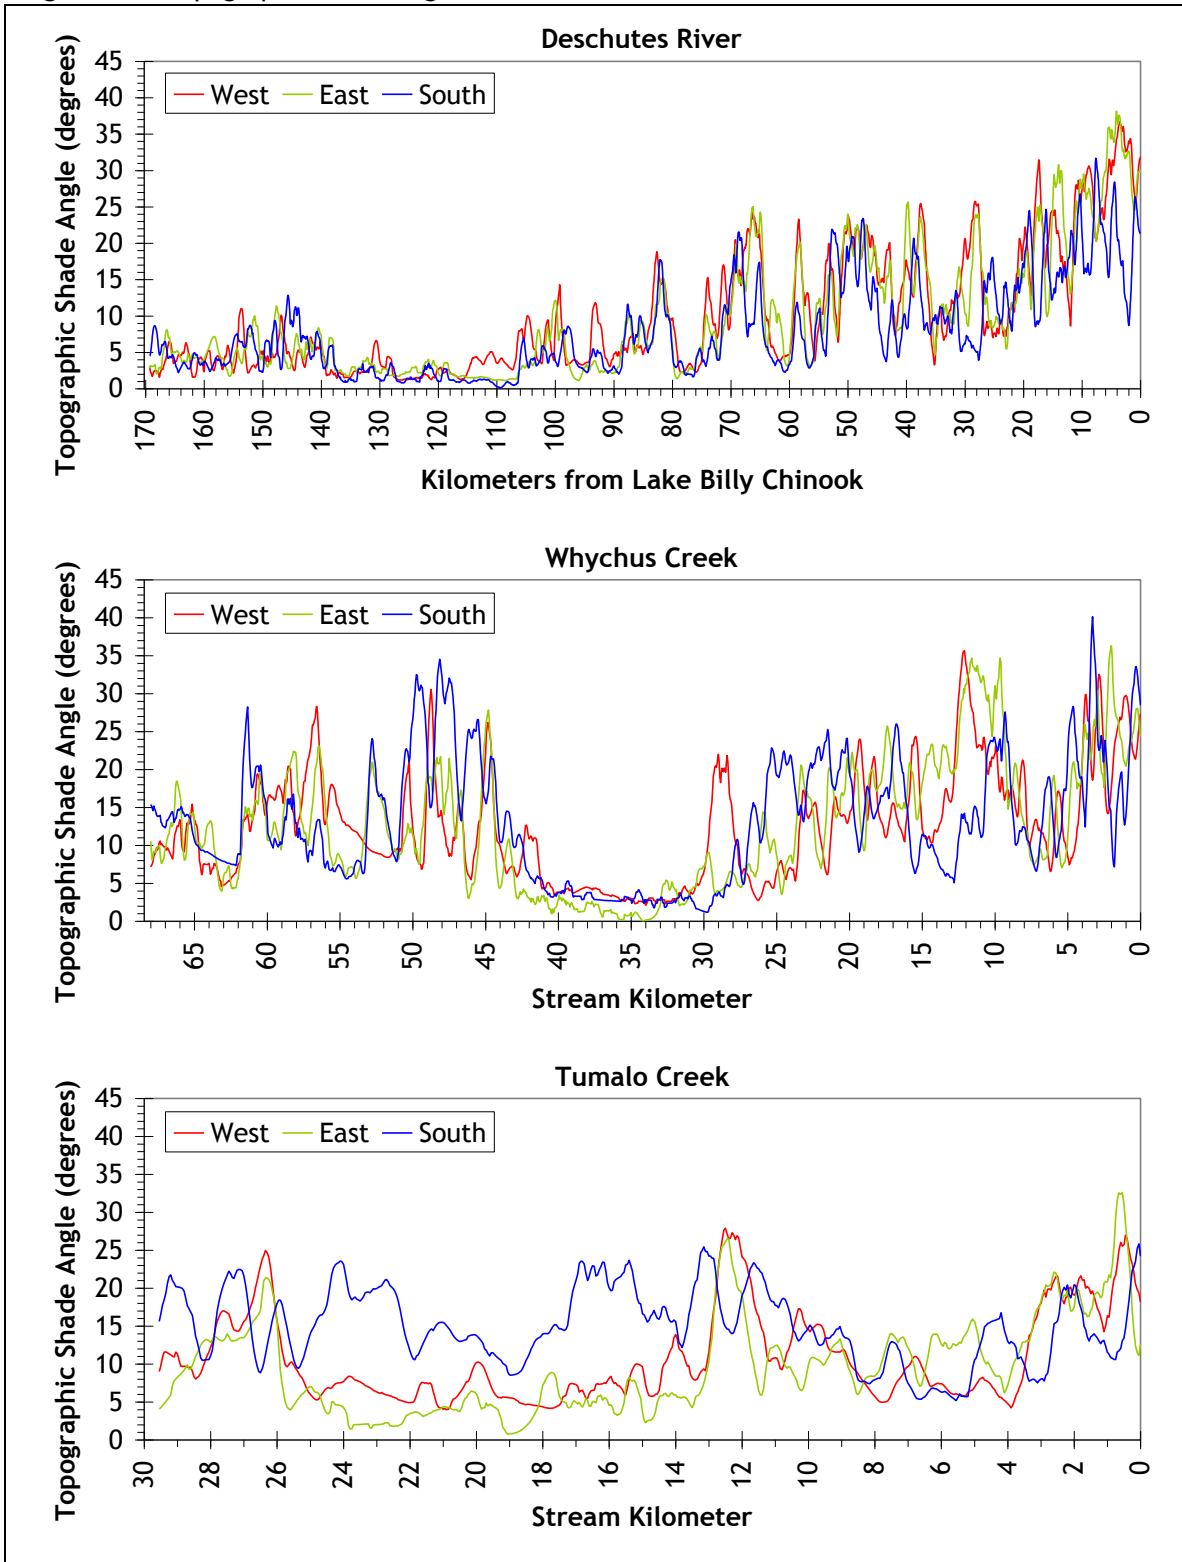 Deschutes River
Topographic Shade Angle (degrees)
45
40
35
30
25
20
15
10
5
0
West East South
170 160 150 140 130 120 110 100 90 80 70 60 50 40 30 20 10 0
Kilometers from Lake Billy Chinook
Whychus Creek
Topographic Shade Angle (degrees)
45
40
35
30
25
20
15
10
5
0
West East South
65 60 55 50 45 40 35 30 25 20 15 10 5 0
Stream Kilometer
Tumalo Creek
Topographic Shade Angle (degrees)
45
40
35
30
25
20
15
10
5
0
West East South
30 28 26 24 22 20 18 16 14 12 10 8 6 4 2 0
Stream Kilometer